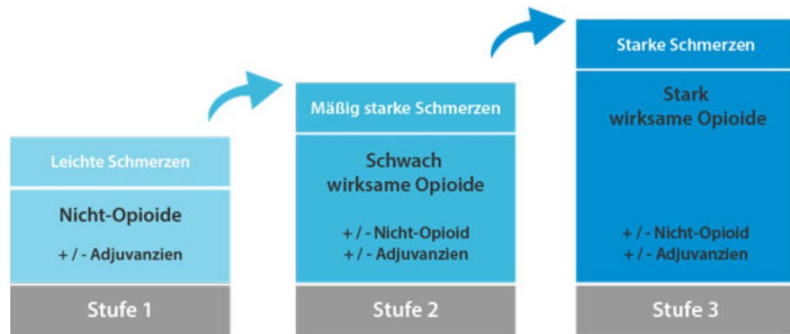 Leichte Schmerzen
Nicht-Opioide
+ / - Adjuvanzien
Stufe 1
Mäßig starke Schmerzen
Schwach
wirksame Opioide
+ / - Nicht-Opioid
+ / - Adjuvanzien
Stufe 2
Starke Schmerzen
Stark
wirksame Opioide
+ / - Nicht-Opioid
+ / - Adjuvanzien
Stufe 3